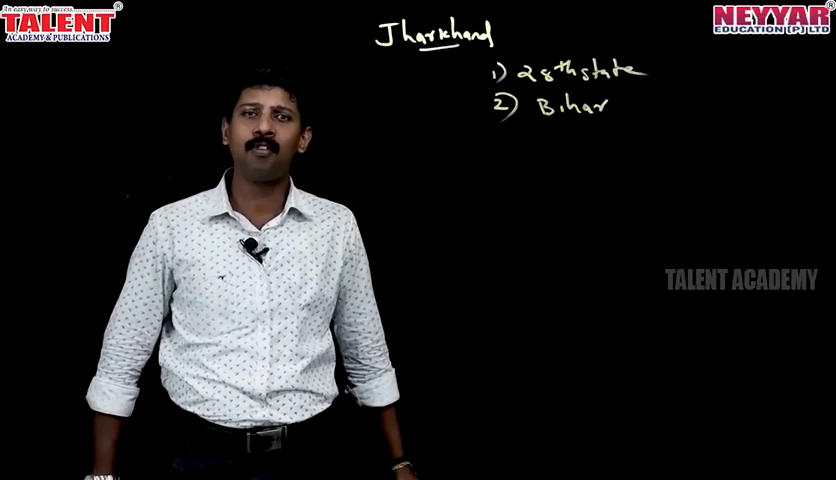 An easy way to success.......
TALENT®
ACADEMY & PUBLICATIONS
Jharkhand
1) 28th state
2) Bihar
NEYYAR®
EDUCATION (P) LTD
TALENT ACADEMY